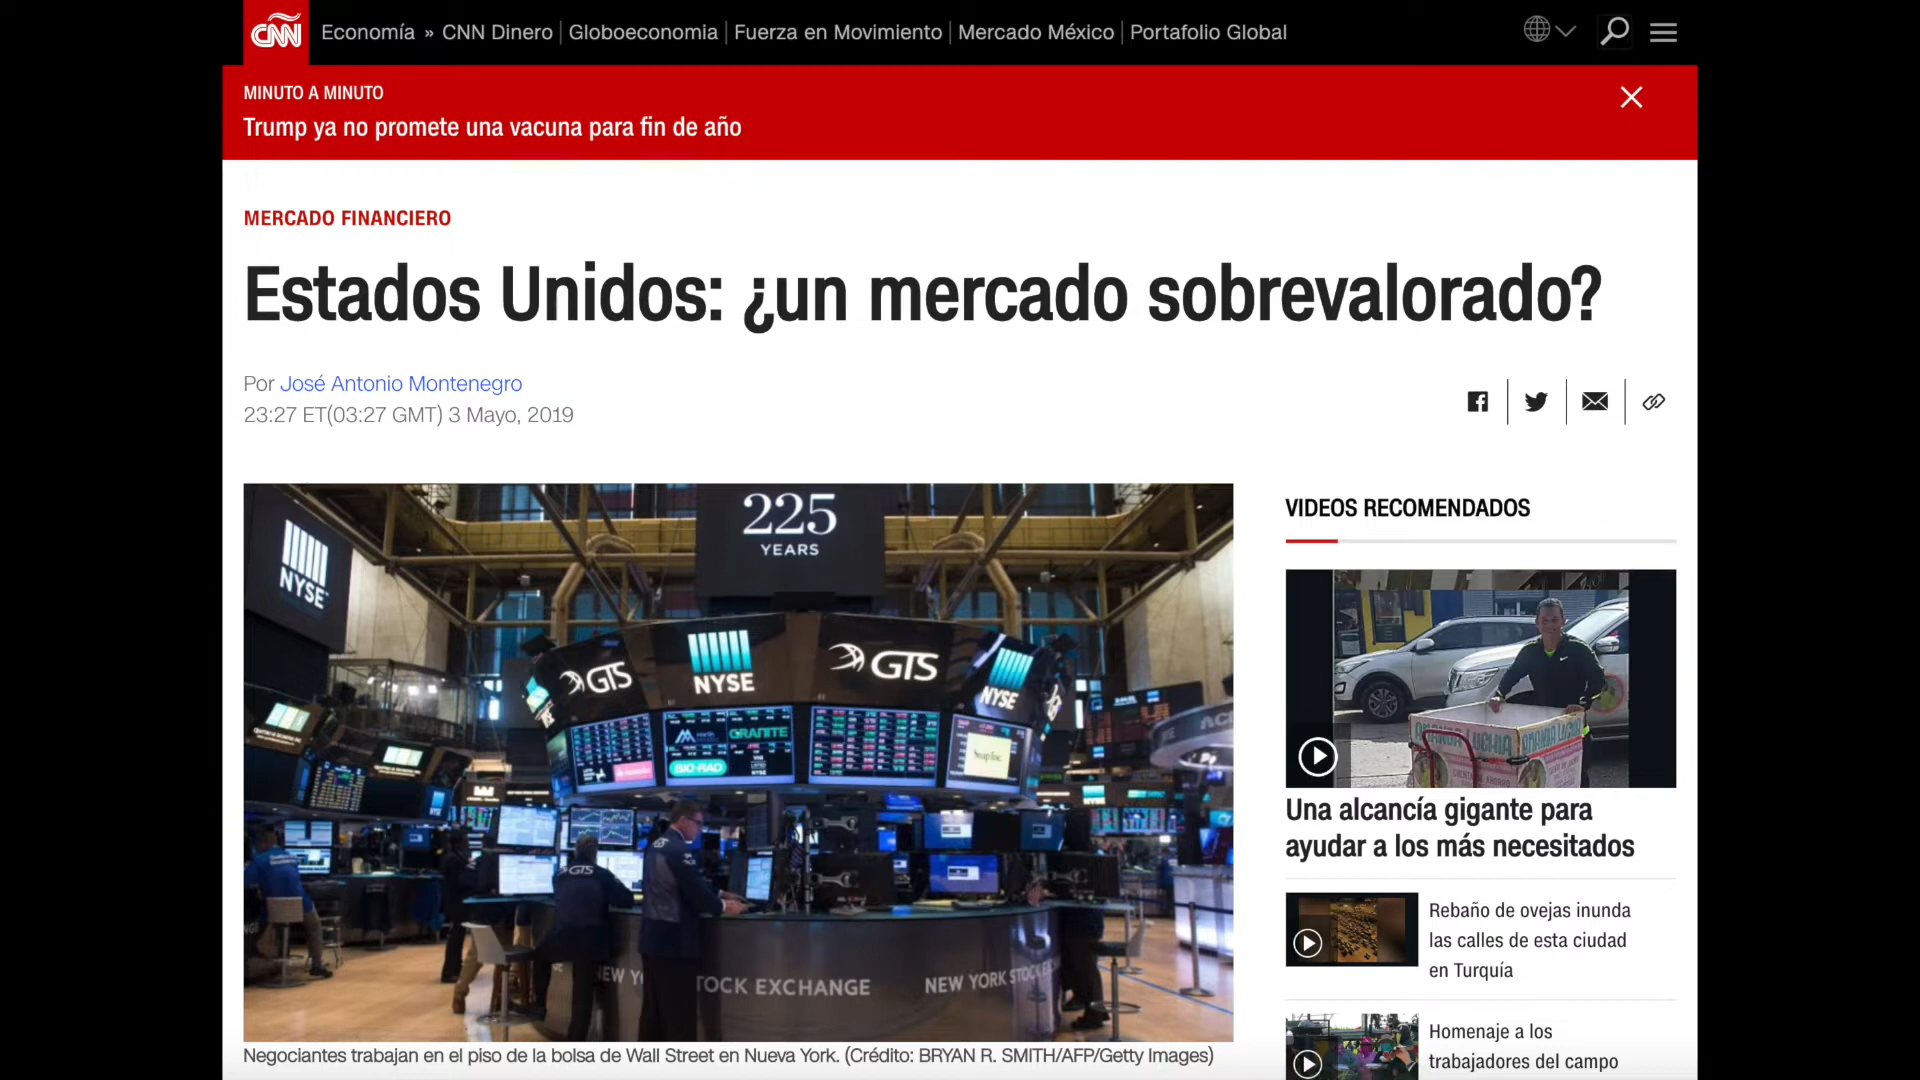 CNN
Economía » CNN Dinero Globoeconomia Fuerza en Movimiento Mercado México Portafolio Global
MINUTO A MINUTO
Trump ya no promete una vacuna para fin de año
MERCADO FINANCIERO
Estados Unidos: ¿un mercado sobrevalorado?
Por José Antonio Montenegro
23:27 ET(03:27 GMT) 3 Mayo, 2019
225
YEARS
NYSE
GTS
NYSE
GTS
NYSE
GRANITE
BIO-RAD
Snap Inc.
GTS
STOCK EXCHANGE
NEW YORK STOCK
Negociantes trabajan en el piso de la bolsa de Wall Street en Nueva York. (Crédito: BRYAN R. SMITH/AFP/Getty Images)
VIDEOS RECOMENDADOS
Una alcancía gigante para
ayudar a los más necesitados
Rebaño de ovejas inunda
las calles de esta ciudad
en Turquía
Homenaje a los
trabajadores del campo